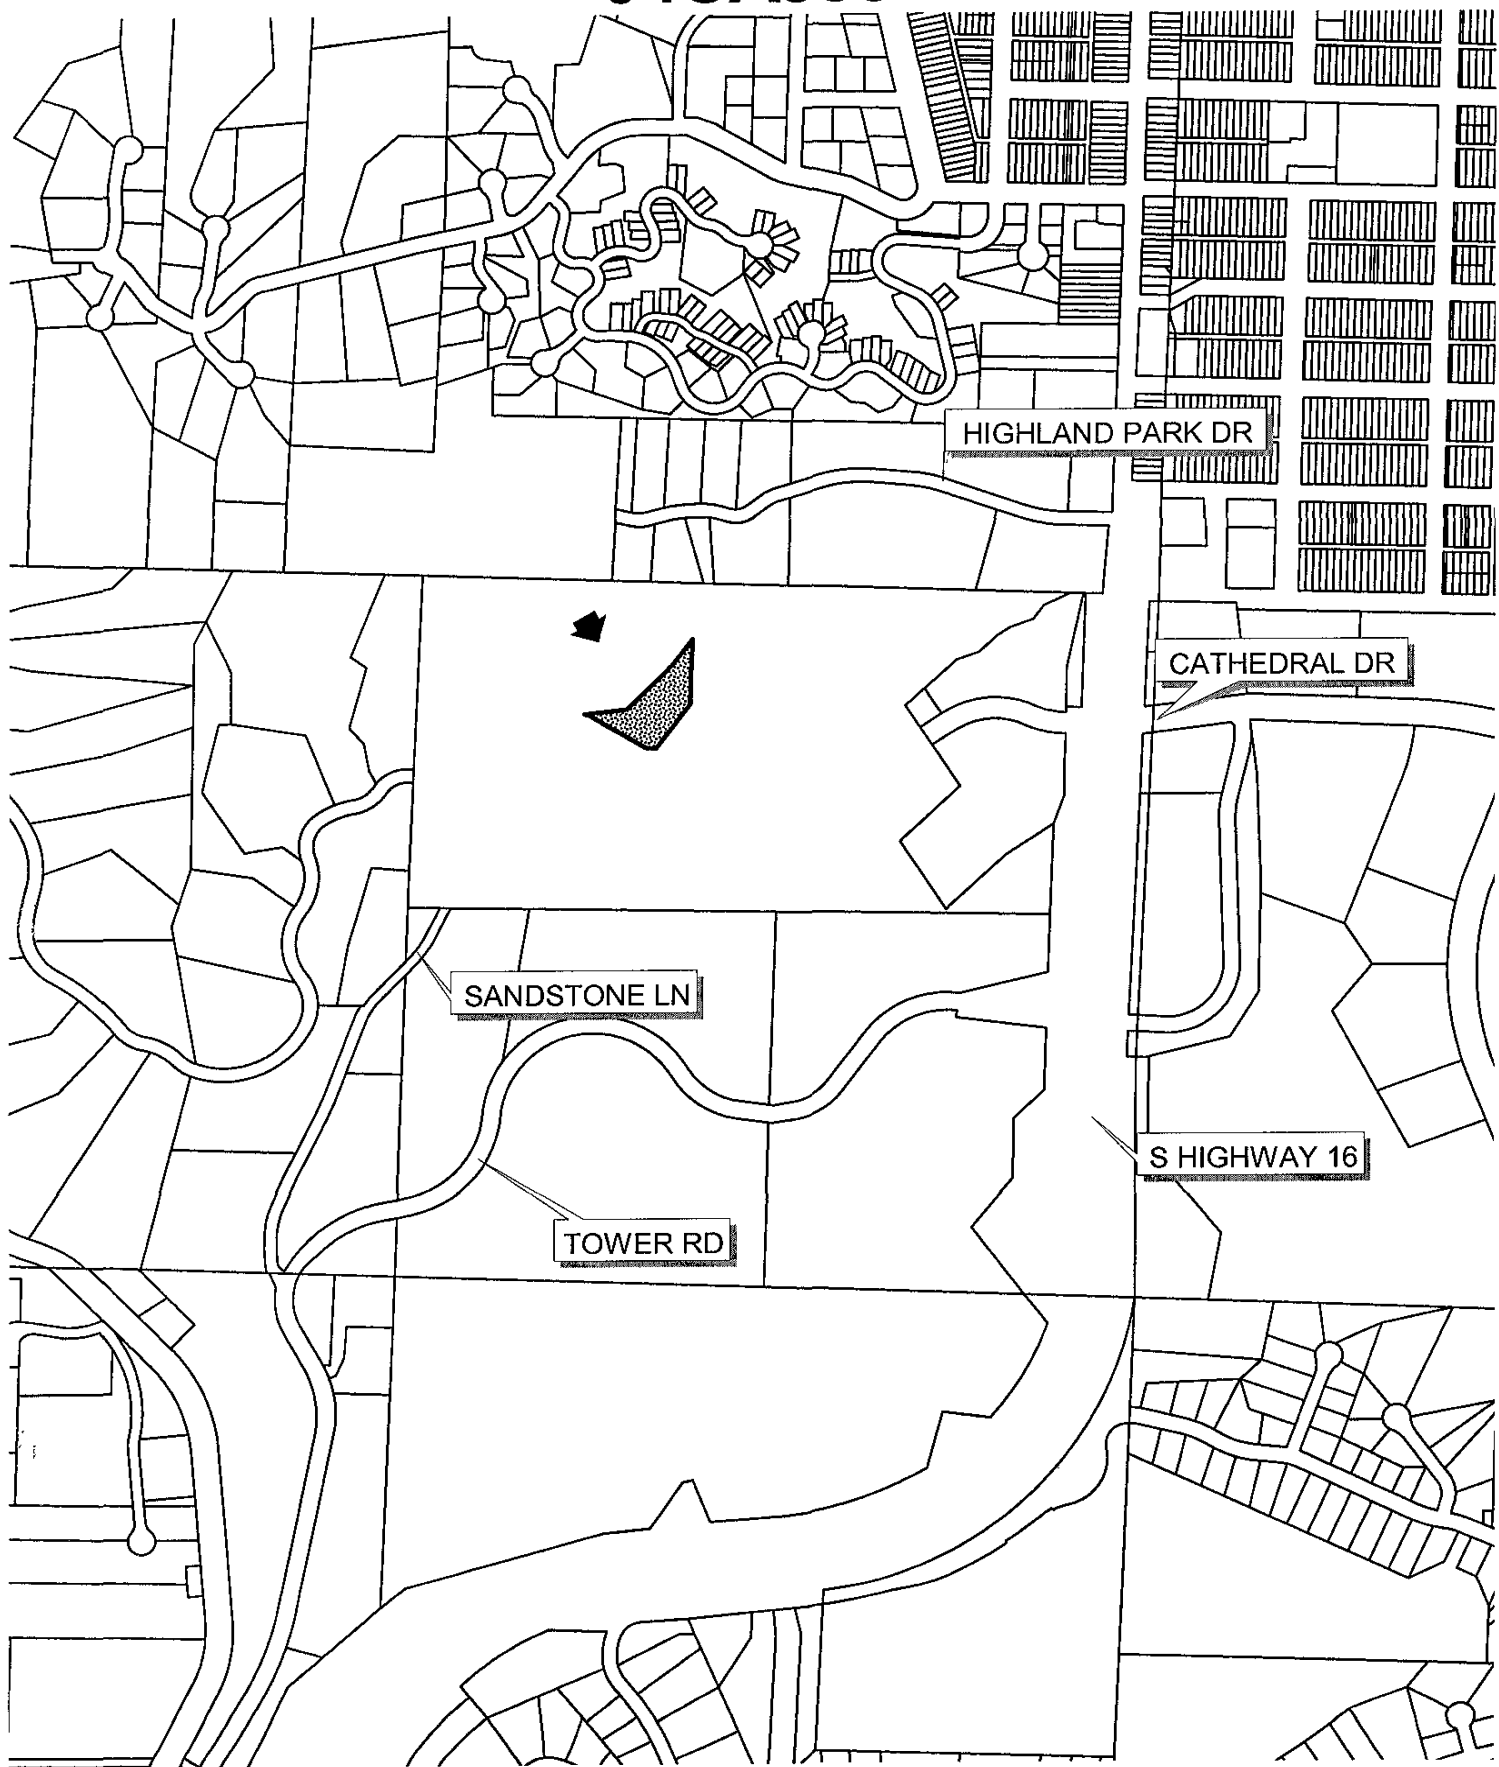 HIGHLAND PARK DR
CATHEDRAL DR
SANDSTONE LN
S HIGHWAY 16
TOWER RD